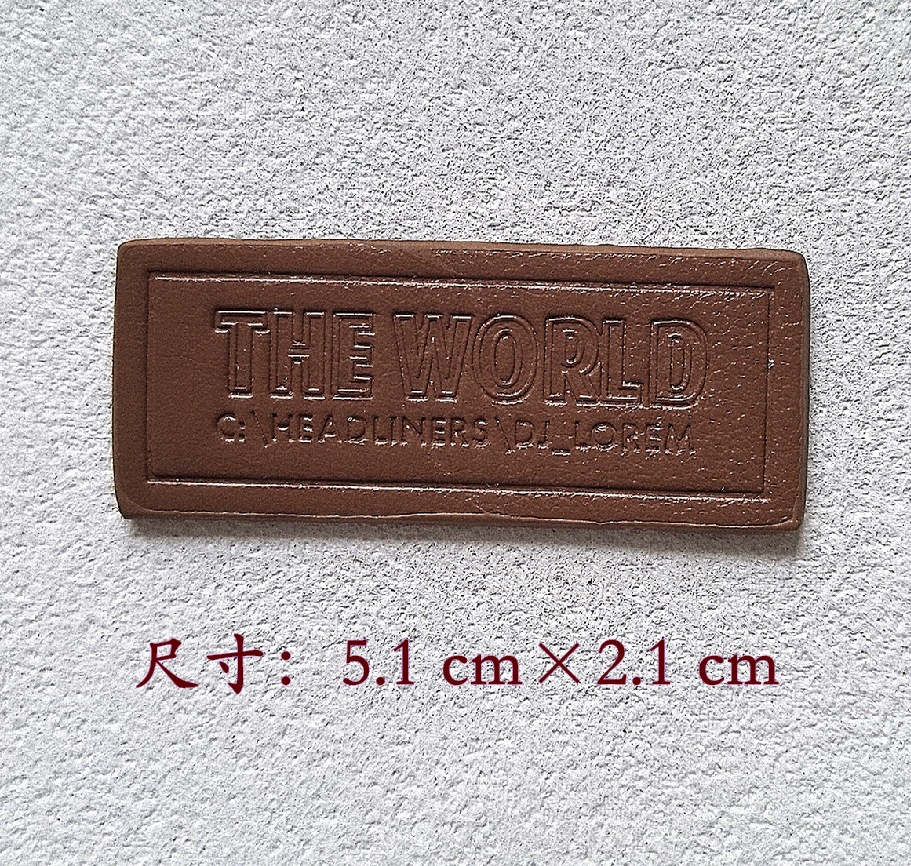 THE WORLD
C:\HEADLINERS\DJ_LOREM
尺寸：5.1 cm×2.1 cm